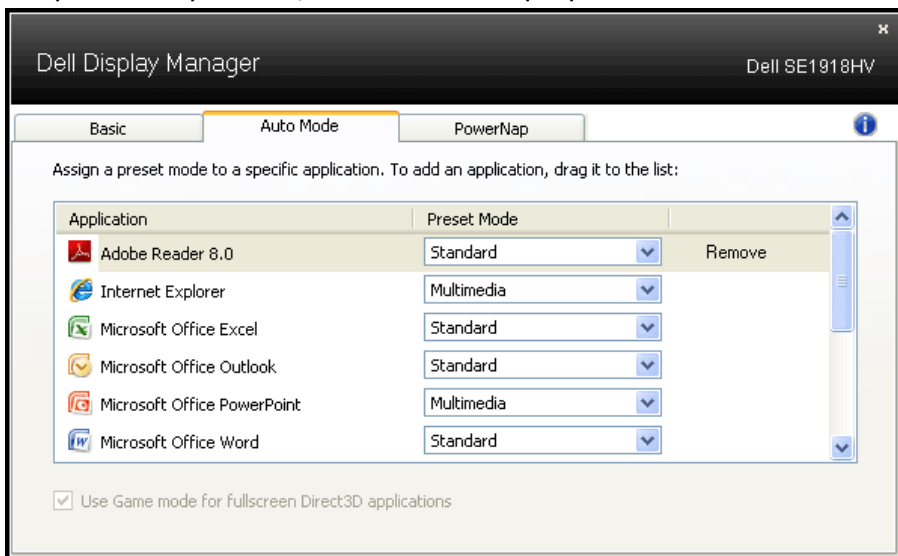 Dell Display Manager
Dell SE1918HV
Basic
Auto Mode
PowerNap
Assign a preset mode to a specific application. To add an application, drag it to the list:
Application Preset Mode
Adobe Reader 8.0 Standard Remove
Internet Explorer Multimedia
Microsoft Office Excel Standard
Microsoft Office Outlook Standard
Microsoft Office PowerPoint Multimedia
Microsoft Office Word Standard
Use Game mode for fullscreen Direct3D applications